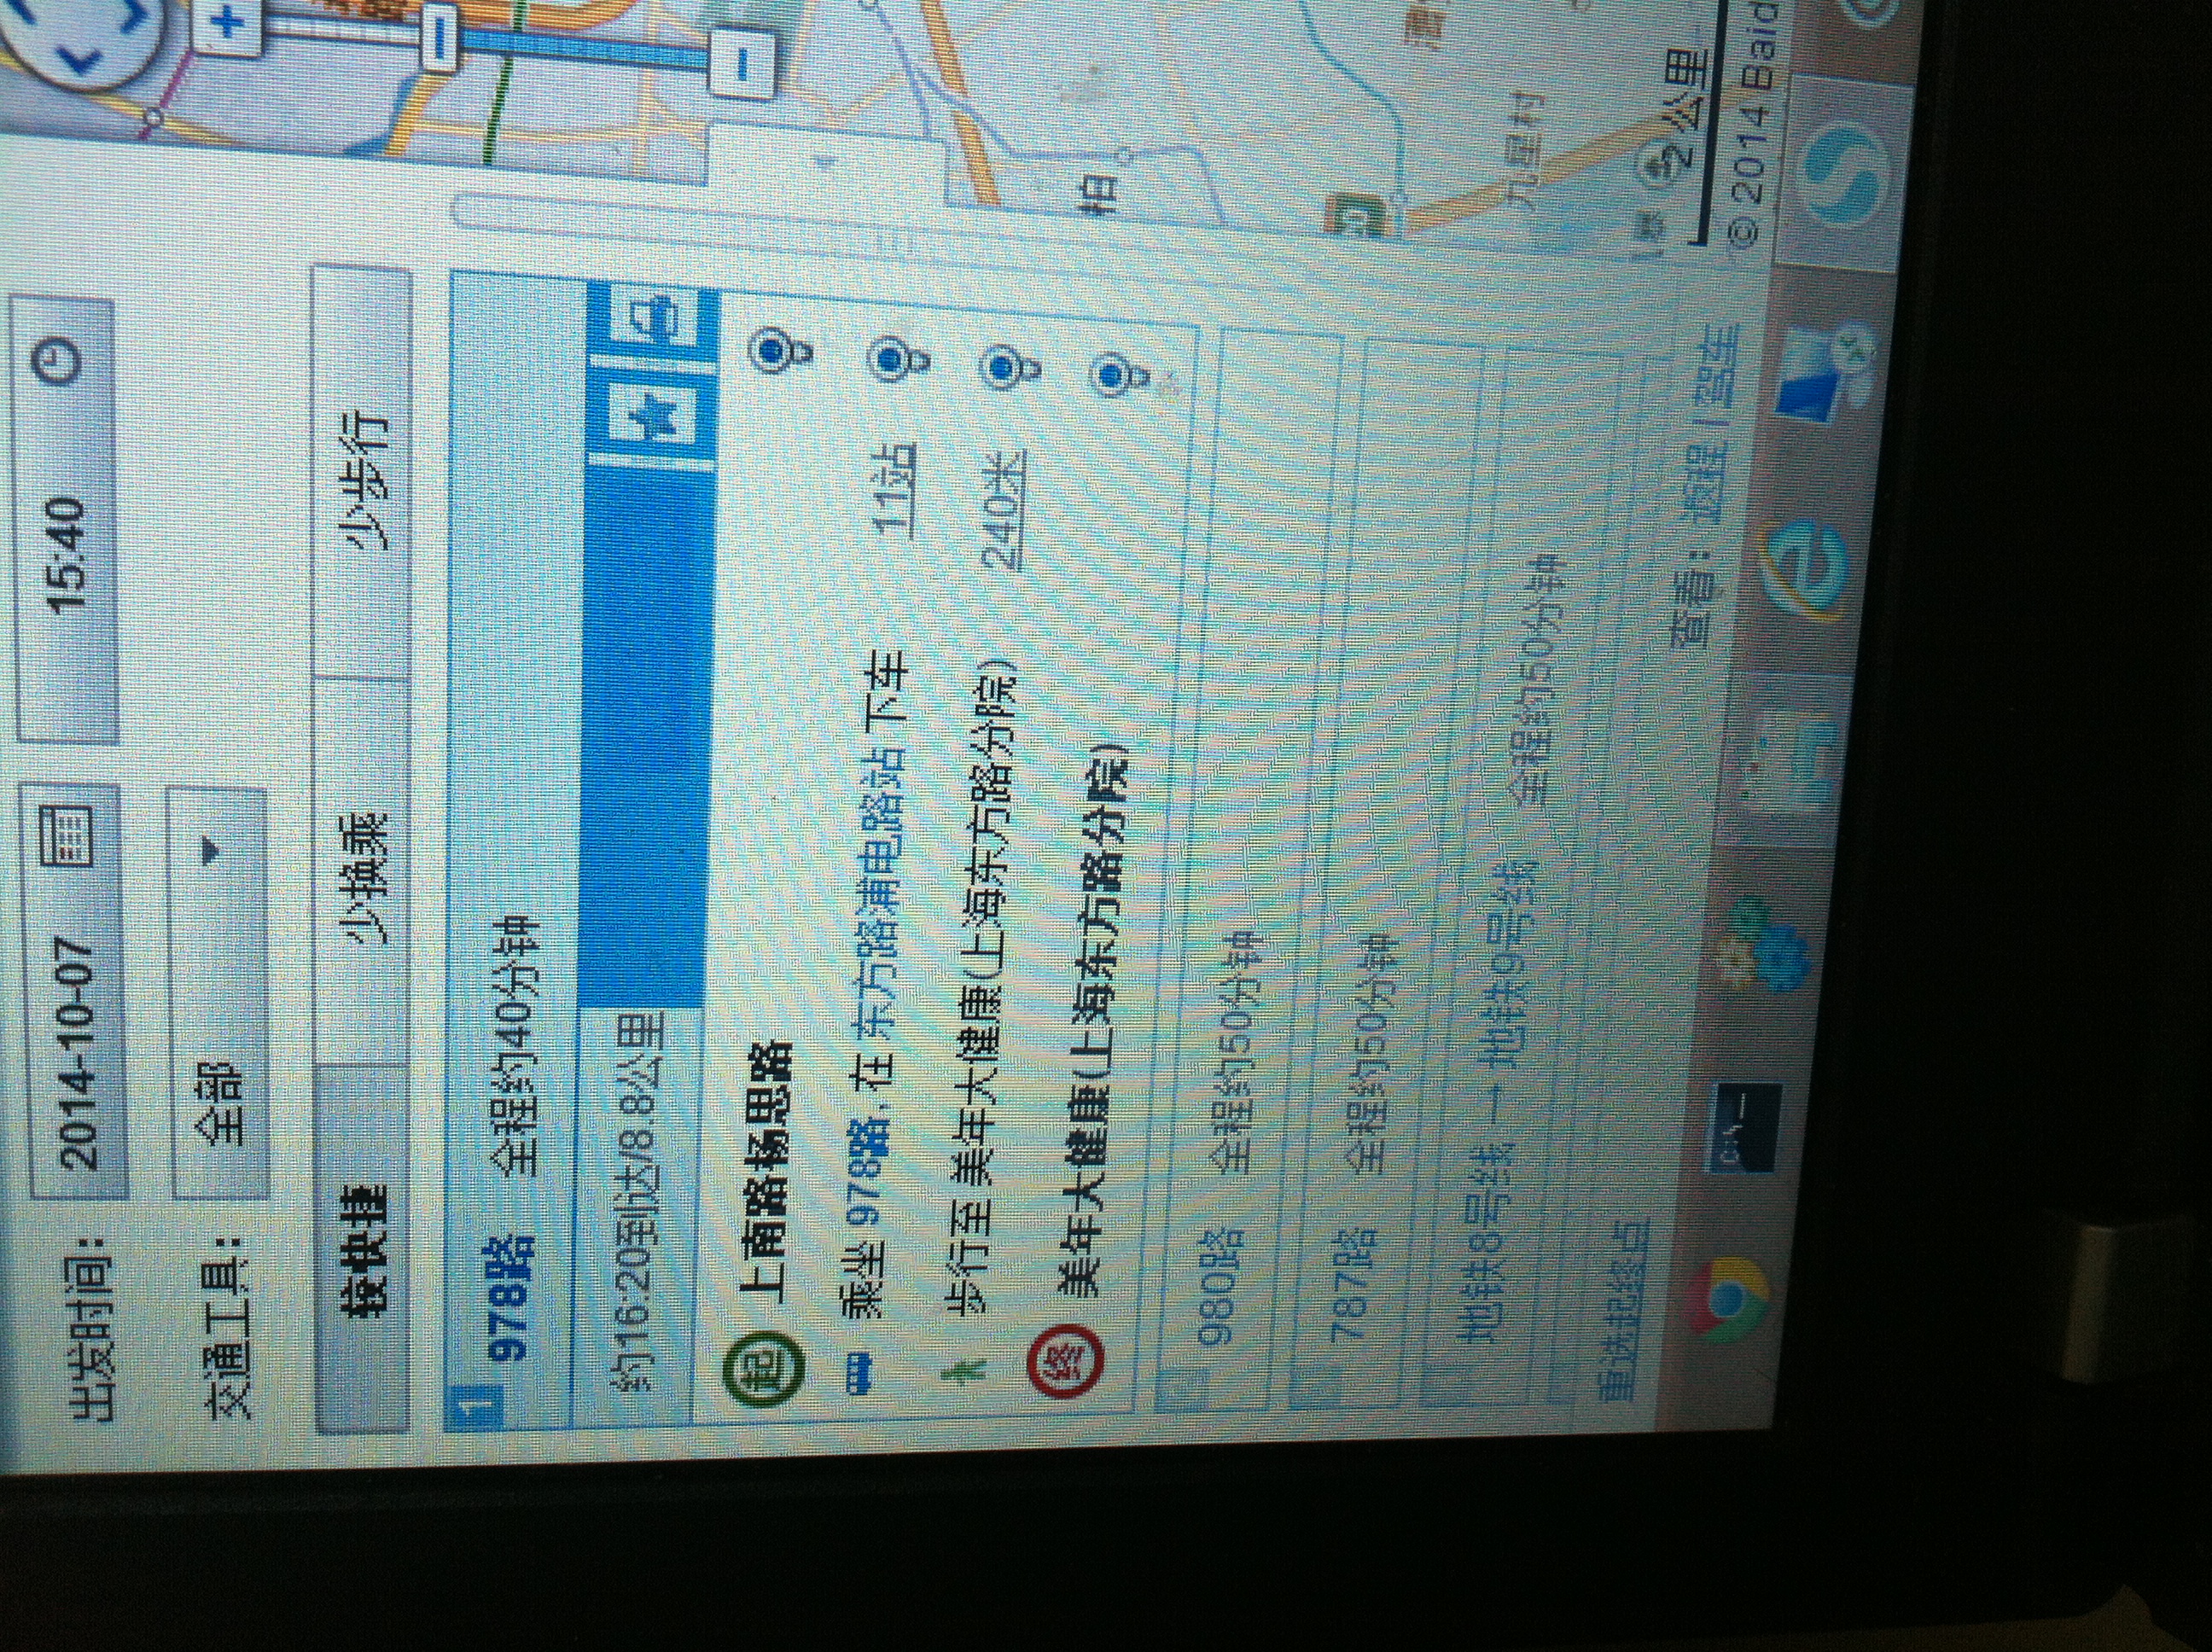 出发时间： 2014-10-07 15:40
交通工具： 全部
较快捷 少换乘 少步行
1
978路 全程约40分钟
约16:20到达/8.8公里
起 上南路杨思路
乘坐 978路, 在 东方路浦电路站 下车 11站
步行至 美年大健康(上海东方路分院) 240米
终 美年大健康(上海东方路分院)
980路 全程约50分钟
787路 全程约50分钟
地铁8号线 → 地铁9号线 全程约50分钟
重选起终点
查看： 返程 | 驾车
柏
漕
九星村
2 公里
© 2014 Baid
C:\_